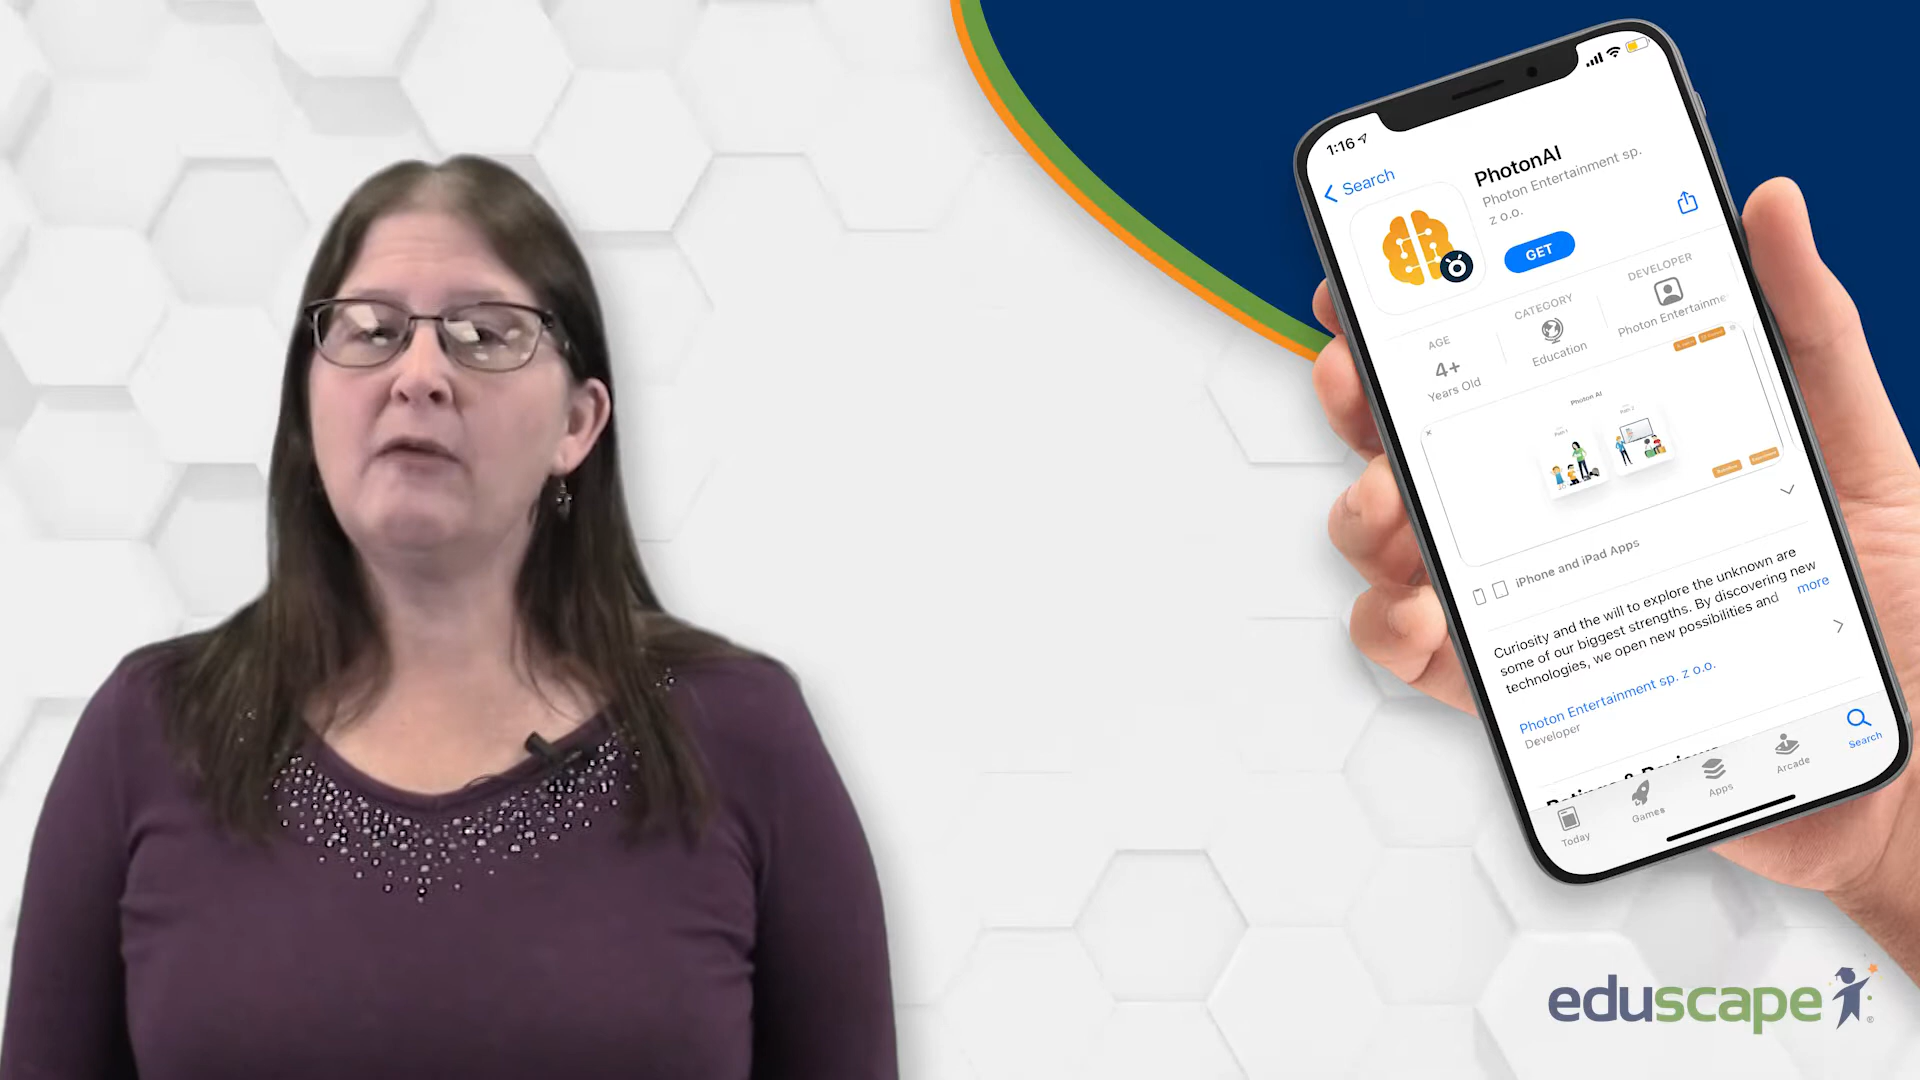 1:16
Search
PhotonAI
Photon Entertainment sp.
z o.o.
GET
AGE
4+
Years Old
CATEGORY
Education
DEVELOPER
Photon Entertainme
Photon AI
iPhone and iPad Apps
Curiosity and the will to explore the unknown are
some of our biggest strengths. By discovering new
technologies, we open new possibilities and
more
Photon Entertainment sp. z o.o.
Developer
Today
Games
Apps
Arcade
Search
eduscape®